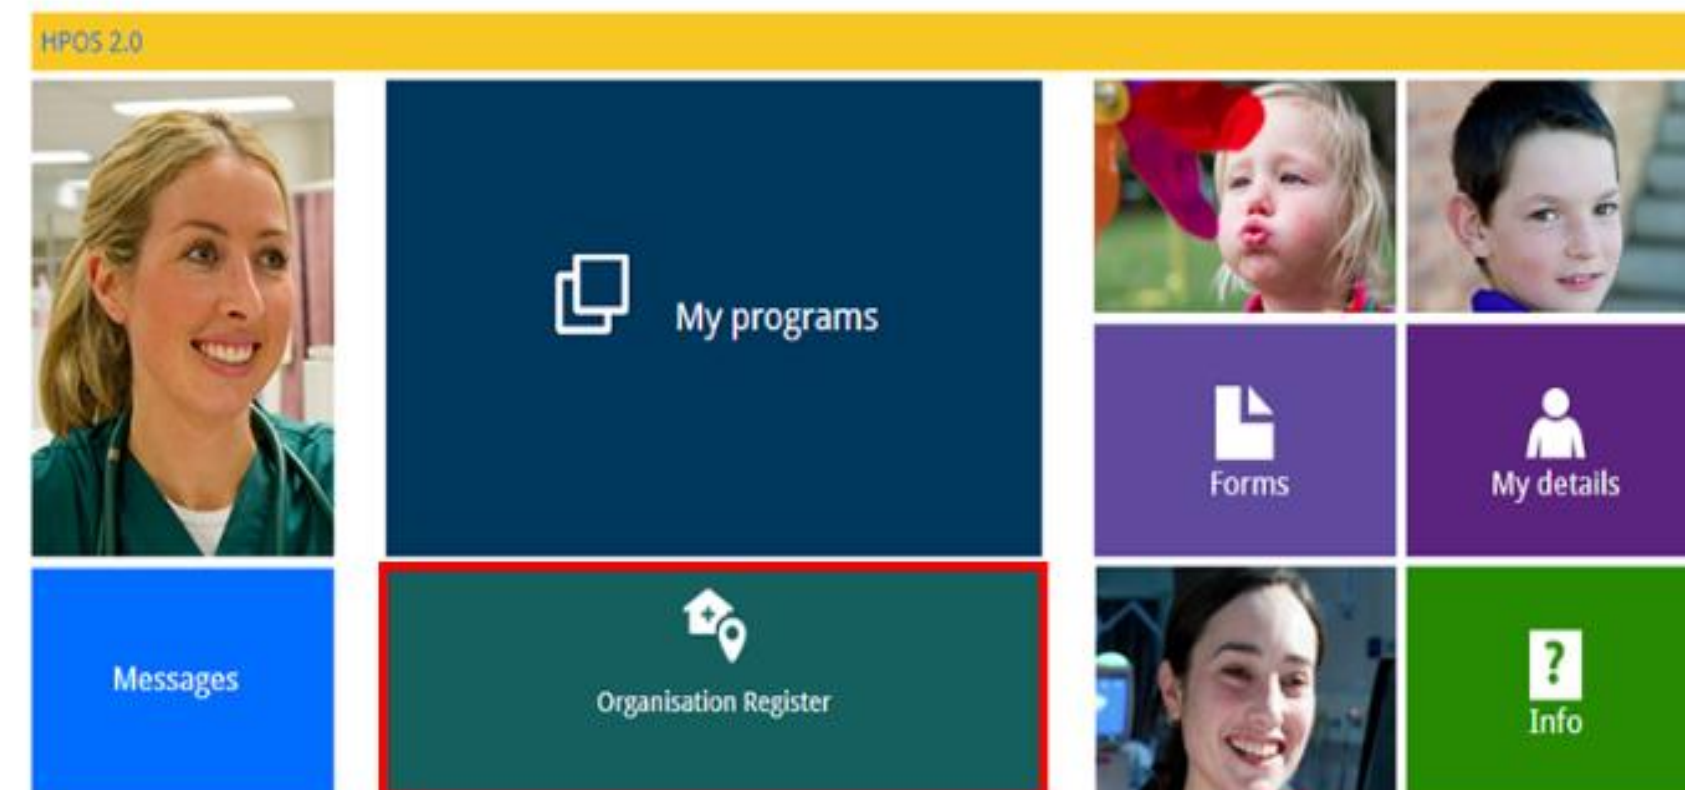 HPOS 2.0
My programs
Forms
My details
Messages
Organisation Register
?
Info